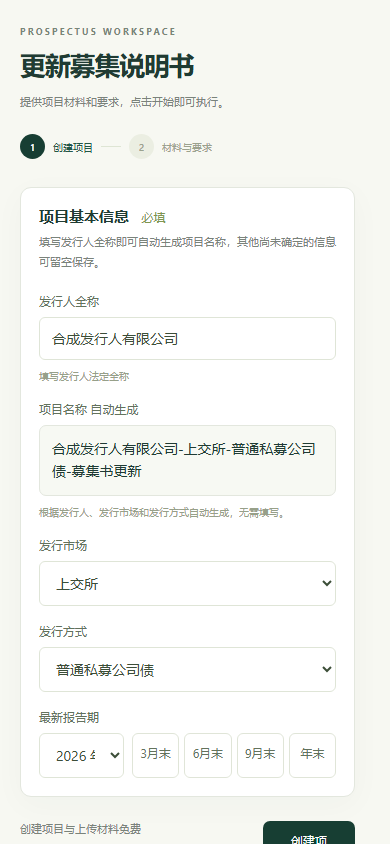 PROSPECTUS WORKSPACE
更新募集说明书
提供项目材料和要求，点击开始即可执行。
1 创建项目 2 材料与要求
项目基本信息 必填
填写发行人全称即可自动生成项目名称，其他尚未确定的信息
可留空保存。
发行人全称
合成发行人有限公司
填写发行人法定全称
项目名称 自动生成
合成发行人有限公司-上交所-普通私募公司
债-募集书更新
根据发行人、发行市场和发行方式自动生成，无需填写。
发行市场
上交所
发行方式
普通私募公司债
最新报告期
2026 3月末 6月末 9月末 年末
创建项目与上传材料免费
创建项